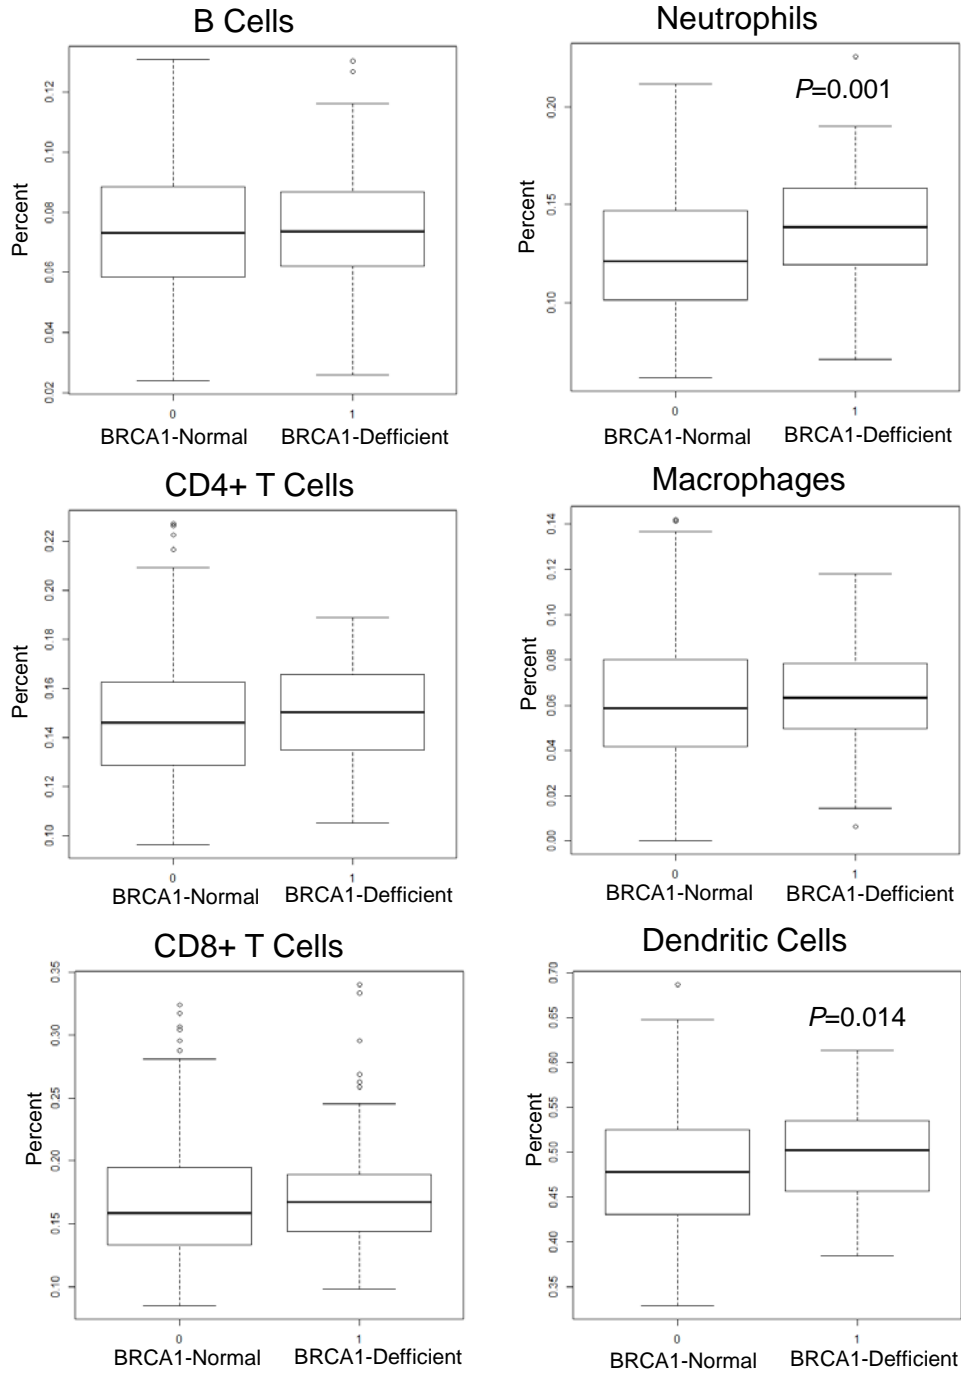 B Cells
Percent
0.12
0.10
0.08
0.06
0.04
0.02
0
1
BRCA1-Normal
BRCA1-Defficient
Neutrophils
Percent
0.20
0.15
0.10
P=0.001
0
1
BRCA1-Normal
BRCA1-Defficient
CD4+ T Cells
Percent
0.22
0.20
0.18
0.16
0.14
0.12
0.10
0
1
BRCA1-Normal
BRCA1-Defficient
Macrophages
Percent
0.14
0.12
0.10
0.08
0.06
0.04
0.02
0.00
0
1
BRCA1-Normal
BRCA1-Defficient
CD8+ T Cells
Percent
0.35
0.30
0.25
0.20
0.15
0.10
0
1
BRCA1-Normal
BRCA1-Defficient
Dendritic Cells
Percent
0.70
0.65
0.60
0.55
0.50
0.45
0.40
0.35
P=0.014
0
1
BRCA1-Normal
BRCA1-Defficient